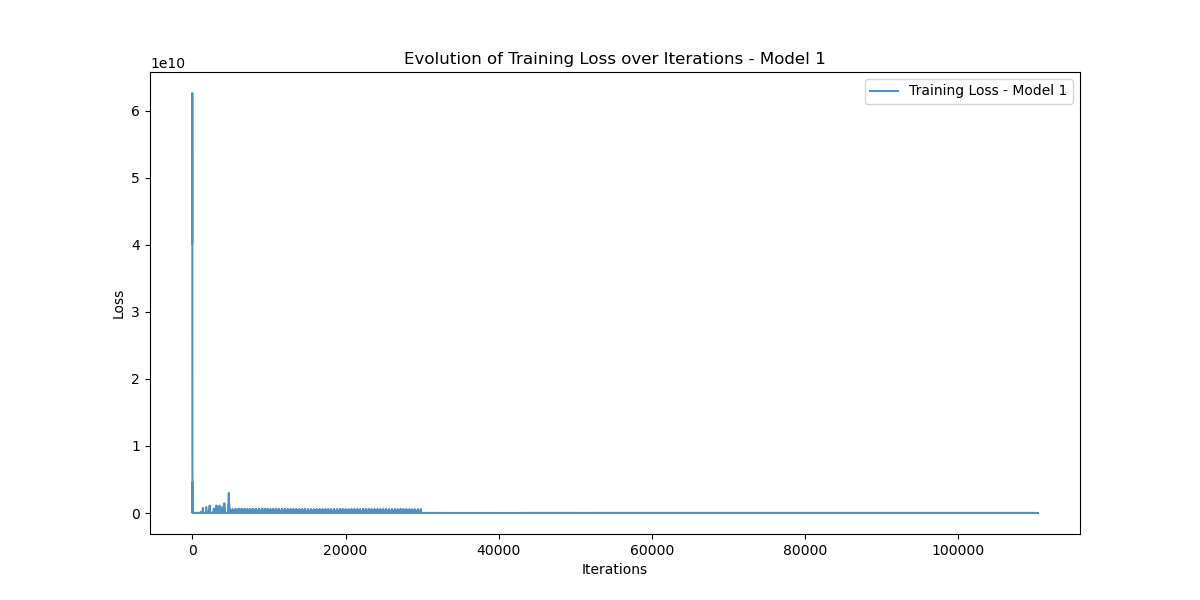 Evolution of Training Loss over Iterations - Model 1
1e10
Training Loss - Model 1
6
5
4
3
2
1
0
Loss
0 20000 40000 60000 80000 100000
Iterations